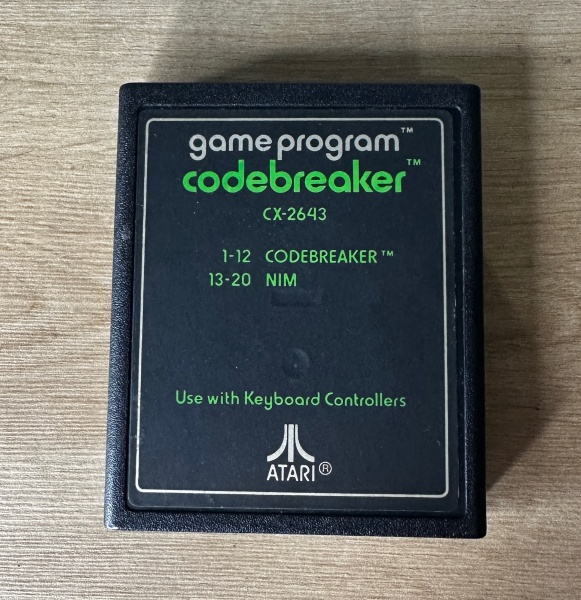 game program™
codebreaker™
CX-2643
1-12 CODEBREAKER™
13-20 NIM
Use with Keyboard Controllers
ATARI®